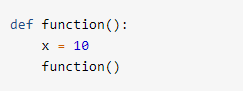 def function():
    x = 10
    function()